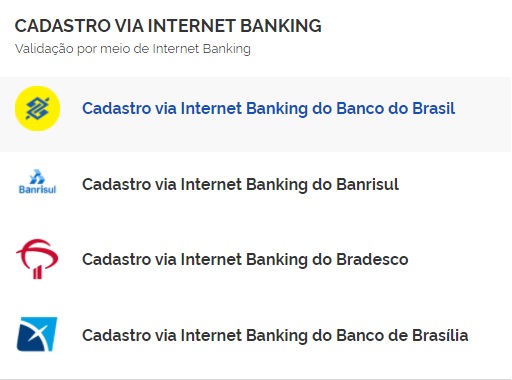 CADASTRO VIA INTERNET BANKING
Validação por meio de Internet Banking
Cadastro via Internet Banking do Banco do Brasil
Banrisul
Cadastro via Internet Banking do Banrisul
Cadastro via Internet Banking do Bradesco
Cadastro via Internet Banking do Banco de Brasília